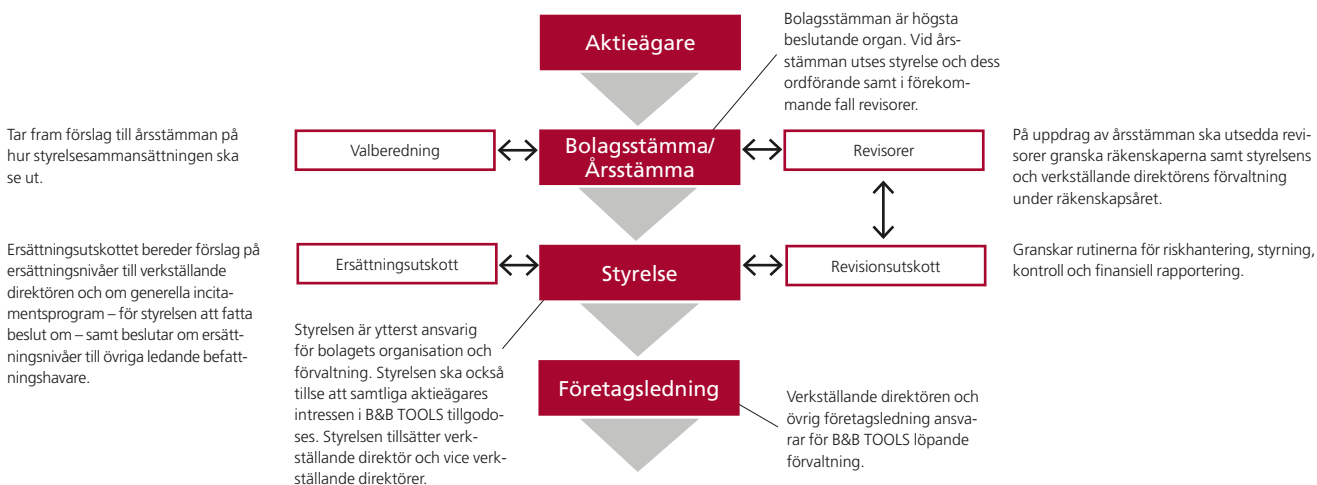 Aktieägare
Bolagsstämman är högsta
beslutande organ. Vid års-
stämman utses styrelse och dess
ordförande samt i förekom-
mande fall revisorer.
Tar fram förslag till årsstämman på
hur styrelsesammansättningen ska
se ut.
Valberedning
Bolagsstämma/
Årsstämma
Revisorer
På uppdrag av årsstämman ska utsedda revi-
sorer granska räkenskaperna samt styrelsens
och verkställande direktörens förvaltning
under räkenskapsåret.
Ersättningsutskottet bereder förslag på
ersättningsnivåer till verkställande
direktören och om generella incita-
mentsprogram – för styrelsen att fatta
beslut om – samt beslutar om ersätt-
ningsnivåer till övriga ledande befatt-
ningshavare.
Ersättningsutskott
Styrelse
Revisionsutskott
Granskar rutinerna för riskhantering, styrning,
kontroll och finansiell rapportering.
Styrelsen är ytterst ansvarig
för bolagets organisation och
förvaltning. Styrelsen ska också
tillse att samtliga aktieägares
intressen i B&B TOOLS tillgodo-
ses. Styrelsen tillsätter verk-
ställande direktör och vice verk-
ställande direktörer.
Företagsledning
Verkställande direktören och
övrig företagsledning ansva-
rar för B&B TOOLS löpande
förvaltning.